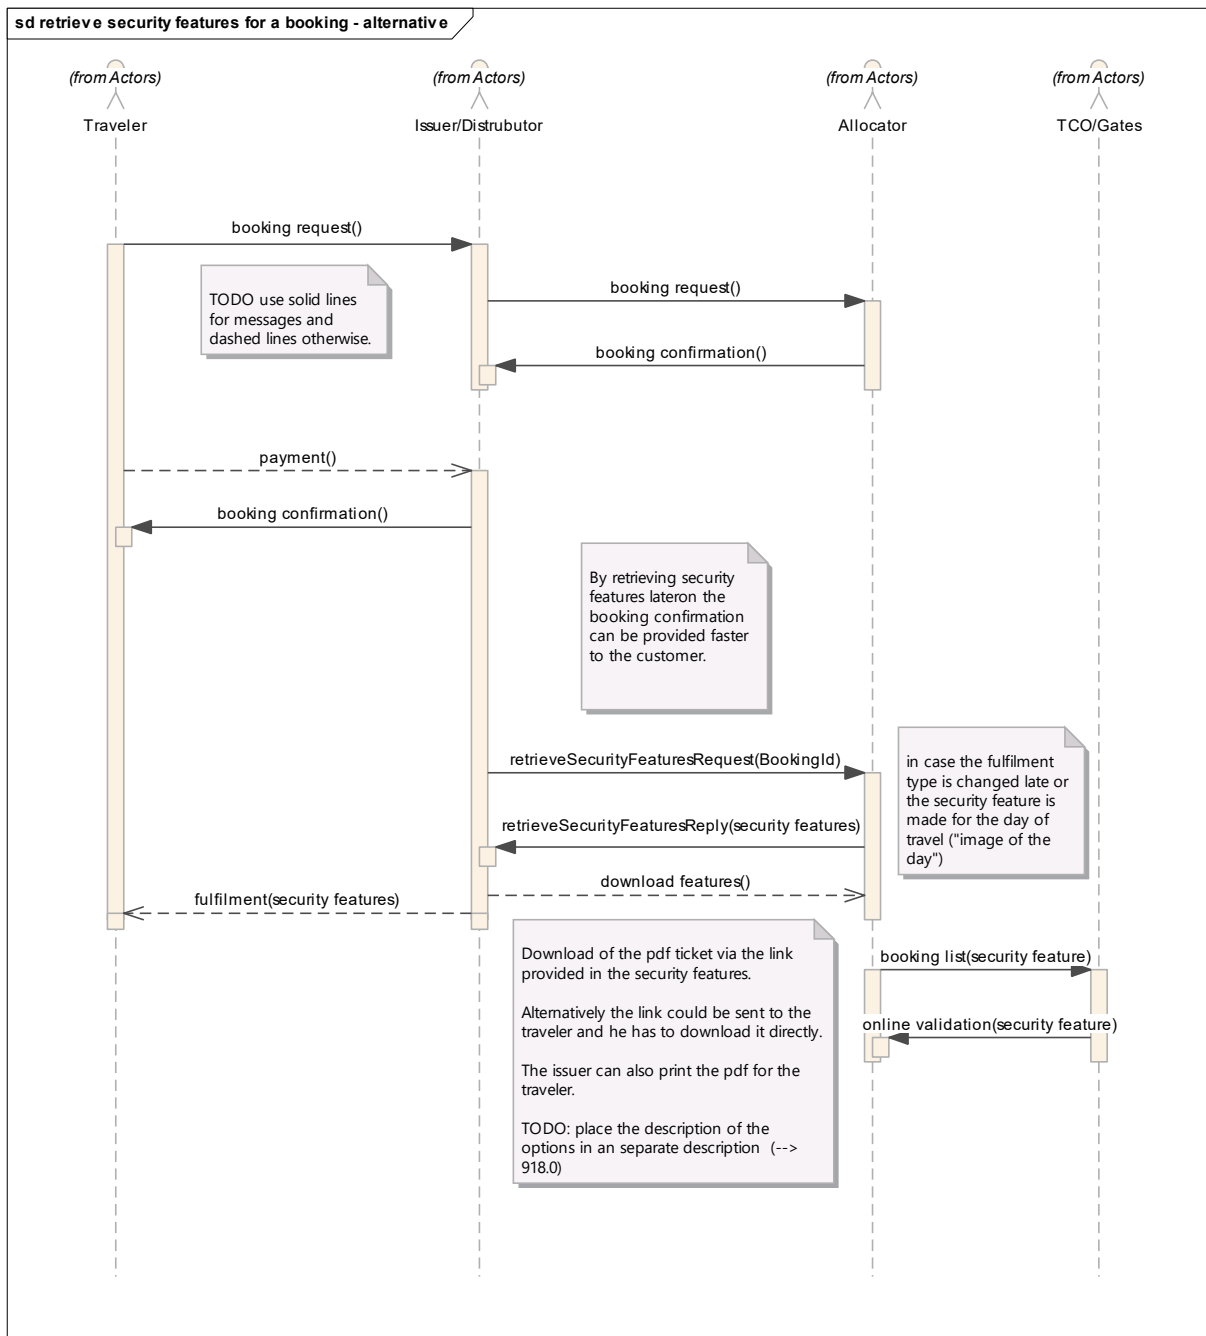 sd retrieve security features for a booking - alternative
(from Actors)
(from Actors)
(from Actors)
(from Actors)
Traveler
Issuer/Distrubutor
Allocator
TCO/Gates
booking request()
TODO use solid lines
for messages and
dashed lines otherwise.
booking request()
booking confirmation()
payment()
booking confirmation()
By retrieving security
features lateron the
booking confirmation
can be provided faster
to the customer.
retrieveSecurityFeaturesRequest(BookingId)
in case the fulfilment
type is changed late or
the security feature is
made for the day of
travel ("image of the
day")
retrieveSecurityFeaturesReply(security features)
download features()
fulfilment(security features)
Download of the pdf ticket via the link
provided in the security features.
Alternatively the link could be sent to the
traveler and he has to download it directly.
The issuer can also print the pdf for the
traveler.
TODO: place the description of the
options in an separate description (-->
918.0)
booking list(security feature)
online validation(security feature)